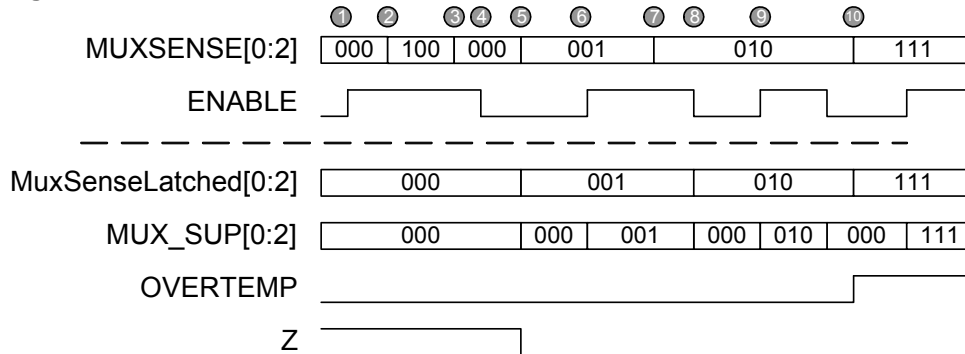 1 2 3 4 5 6 7 8 9 10
MUXSENSE[0:2] 000 100 000 001 010 111
ENABLE
MuxSenseLatched[0:2] 000 001 010 111
MUX_SUP[0:2] 000 000 001 000 010 000 111
OVERTEMP
Z